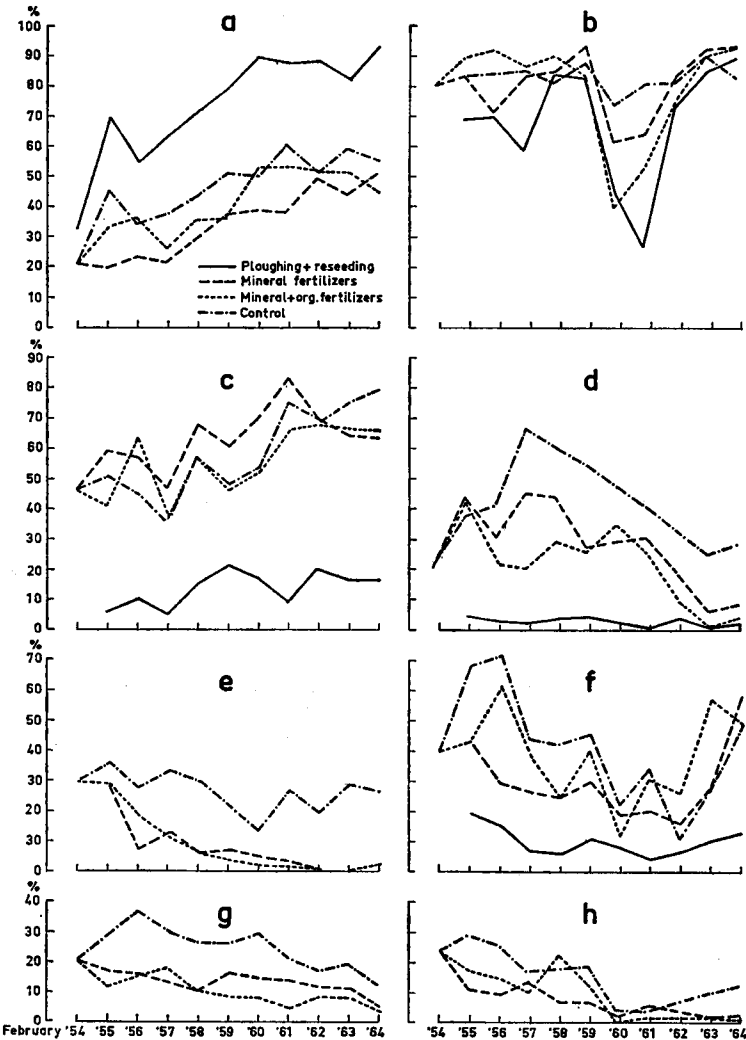 %
100
90
80
70
60
50
40
30
20
10
0
a
b
Ploughing+ reseeding
Mineral fertilizers
Mineral+org.fertilizers
Control
%
90
80
70
60
50
40
30
20
10
0
c
d
%
70
60
50
40
30
20
30
0
e
f
%
40
30
20
10
0
g
h
February '54 '55 '56 '57 '58 '59 '60 '61 '62 '63 '64
'54 '55 '56 '57 '58 '59 '60 '61 '62 '63 '64